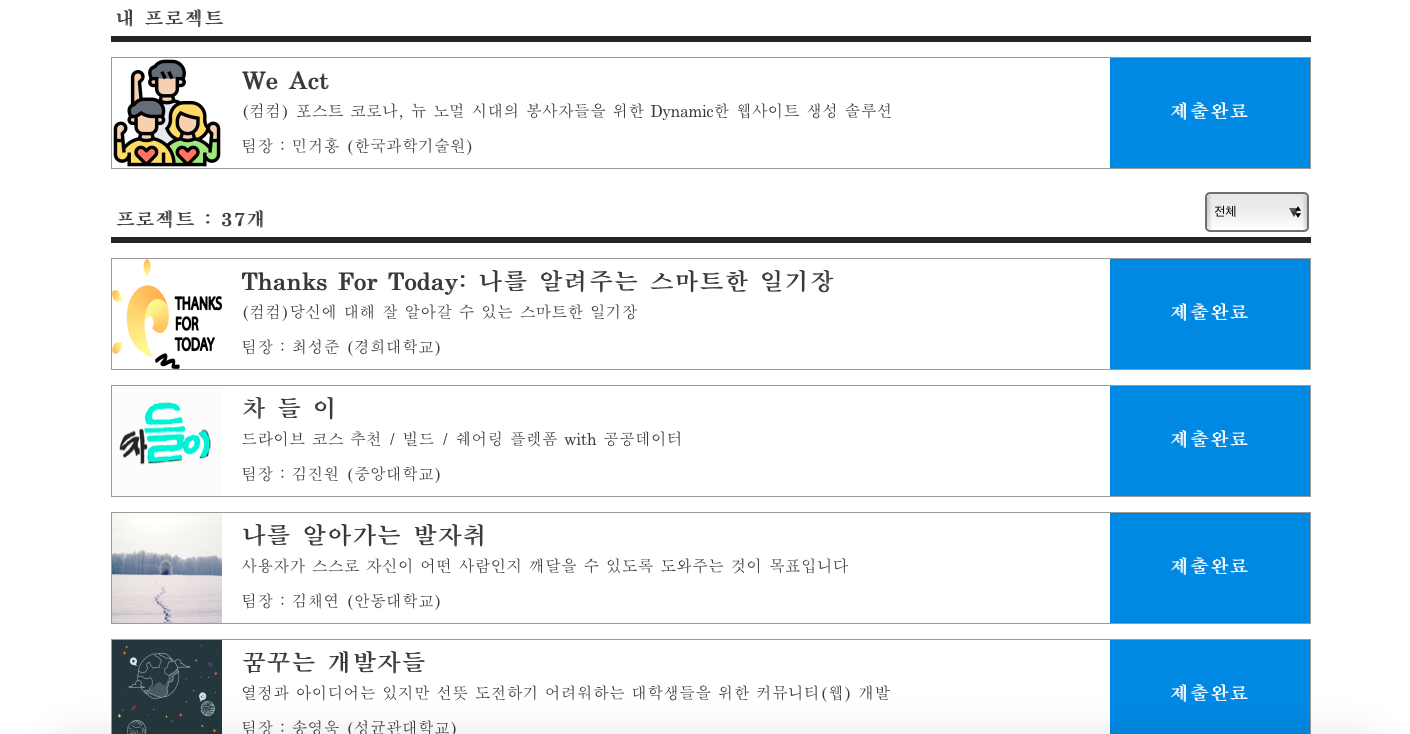 내 프로젝트
We Act
(컴컴) 포스트 코로나, 뉴 노멀 시대의 봉사자들을 위한 Dynamic한 웹사이트 생성 솔루션
팀장 : 민거홍 (한국과학기술원)
제출완료
프로젝트 : 37개
전체
THANKS
FOR
TODAY
Thanks For Today: 나를 알려주는 스마트한 일기장
(컴컴)당신에 대해 잘 알아갈 수 있는 스마트한 일기장
팀장 : 최성준 (경희대학교)
제출완료
차들이
차 들 이
드라이브 코스 추천 / 빌드 / 쉐어링 플렛폼 with 공공데이터
팀장 : 김진원 (중앙대학교)
제출완료
나를 알아가는 발자취
사용자가 스스로 자신이 어떤 사람인지 깨달을 수 있도록 도와주는 것이 목표입니다
팀장 : 김채연 (안동대학교)
제출완료
꿈꾸는 개발자들
열정과 아이디어는 있지만 선뜻 도전하기 어려워하는 대학생들을 위한 커뮤니티(웹) 개발
팀장 : 송영욱 (성균관대학교)
제출완료